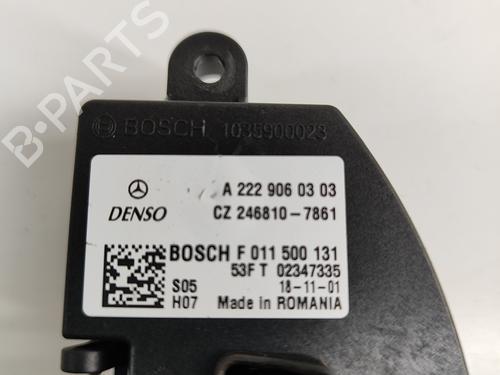 BOSCH 1035900023
A 222 906 03 03
DENSO CZ 246810-7861
BOSCH F 011 500 131
53F T 02347335
S05 18-11-01
H07 Made in ROMANIA
B-PARTS